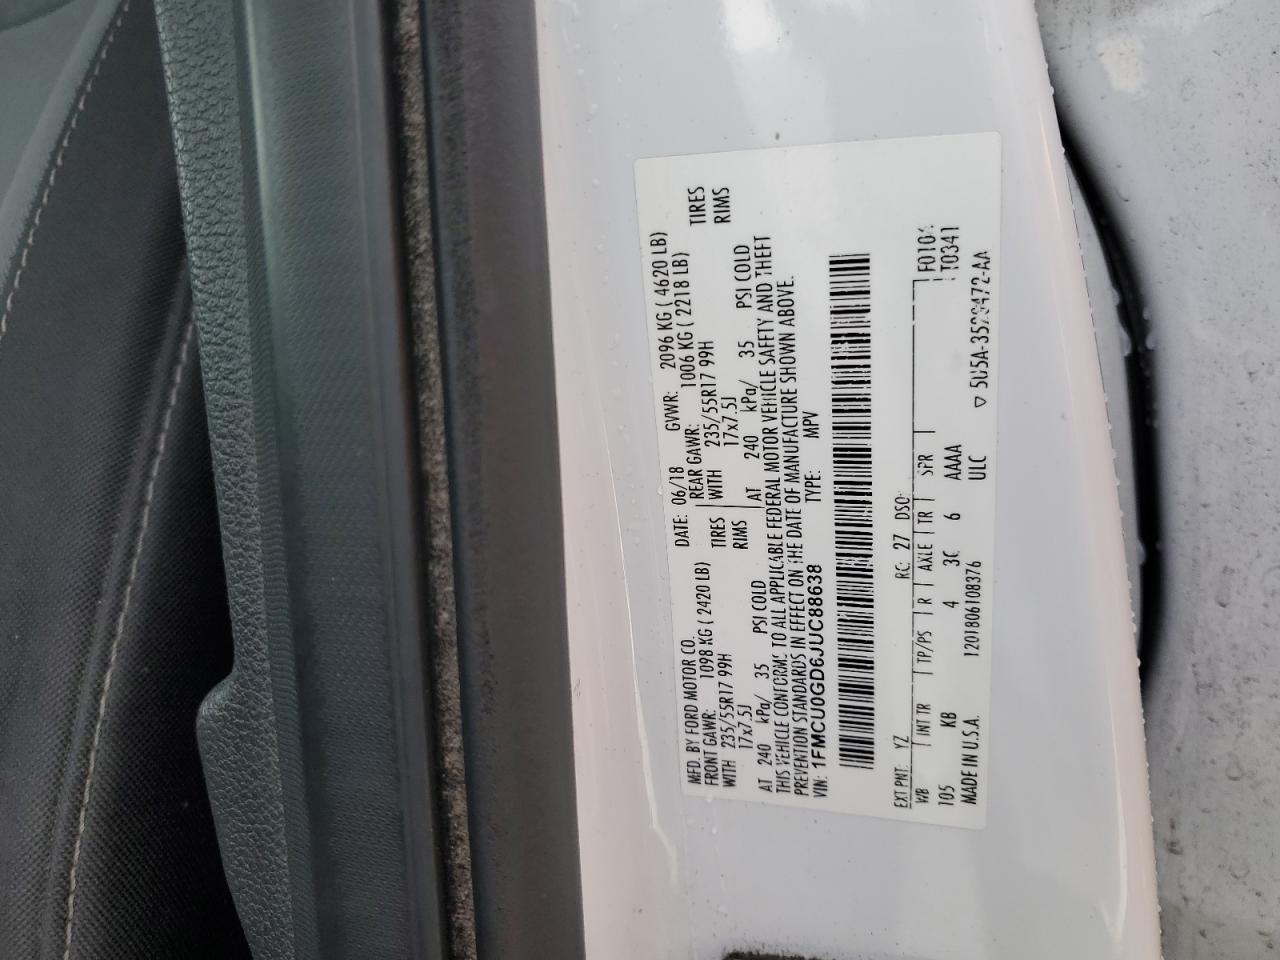 MFD. BY FORD MOTOR CO. DATE: 06/18 GVWR: 2096 KG ( 4620 LB)
FRONT GAWR: 1098 KG ( 2420 LB) REAR GAWR: 1006 KG ( 2218 LB)
WITH 235/55R17 99H TIRES WITH 235/55R17 99H TIRES
17x7.5J RIMS 17x7.5J RIMS
AT 240 kPa/ 35 PSI COLD AT 240 kPa/ 35 PSI COLD
THIS VEHICLE CONFORMS TO ALL APPLICABLE FEDERAL MOTOR VEHICLE SAFETY AND THEFT
PREVENTION STANDARDS IN EFFECT ON THE DATE OF MANUFACTURE SHOWN ABOVE.
VIN: 1FMCU0GD6JUC88638 TYPE: MPV
EXT PNT: YZ RC: 27 DSO:
WB INT TR TP/PS R AXLE TR SPR
105 KB 4 6 AAAA T0341
MADE IN U.S.A. 1201806108376 ULC